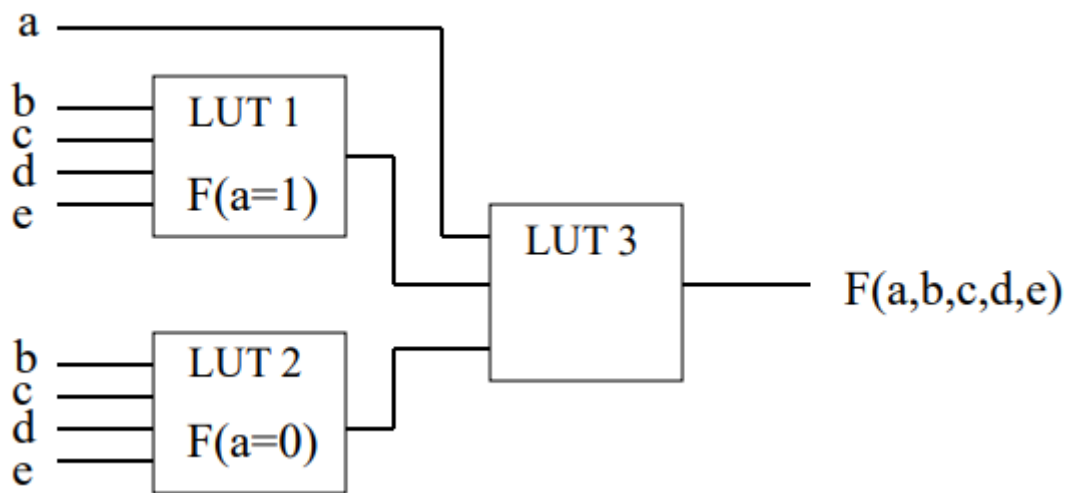 a
b
c
d
e
LUT 1
F(a=1)
LUT 3
F(a,b,c,d,e)
b
c
d
e
LUT 2
F(a=0)